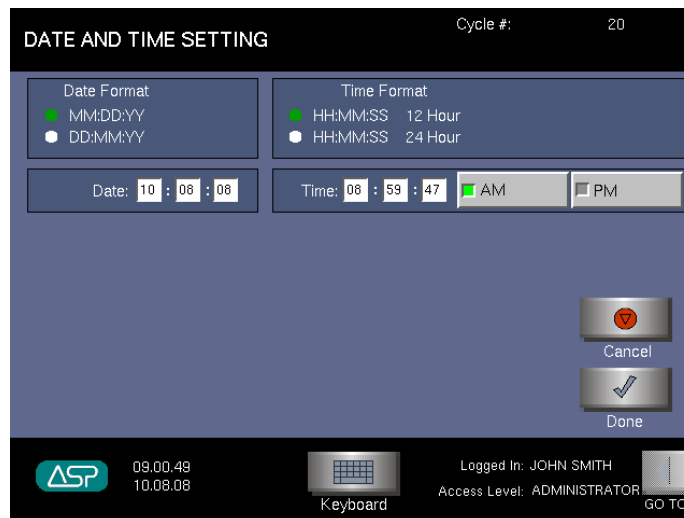 DATE AND TIME SETTING
Cycle #: 20
Date Format
MM:DD:YY
DD:MM:YY
Time Format
HH:MM:SS 12 Hour
HH:MM:SS 24 Hour
Date: 10 : 08 : 08
Time: 08 : 59 : 47 AM PM
Cancel
Done
ASP
09.00.49
10.08.08
Keyboard
Logged In: JOHN SMITH
Access Level: ADMINISTRATOR
GO TO